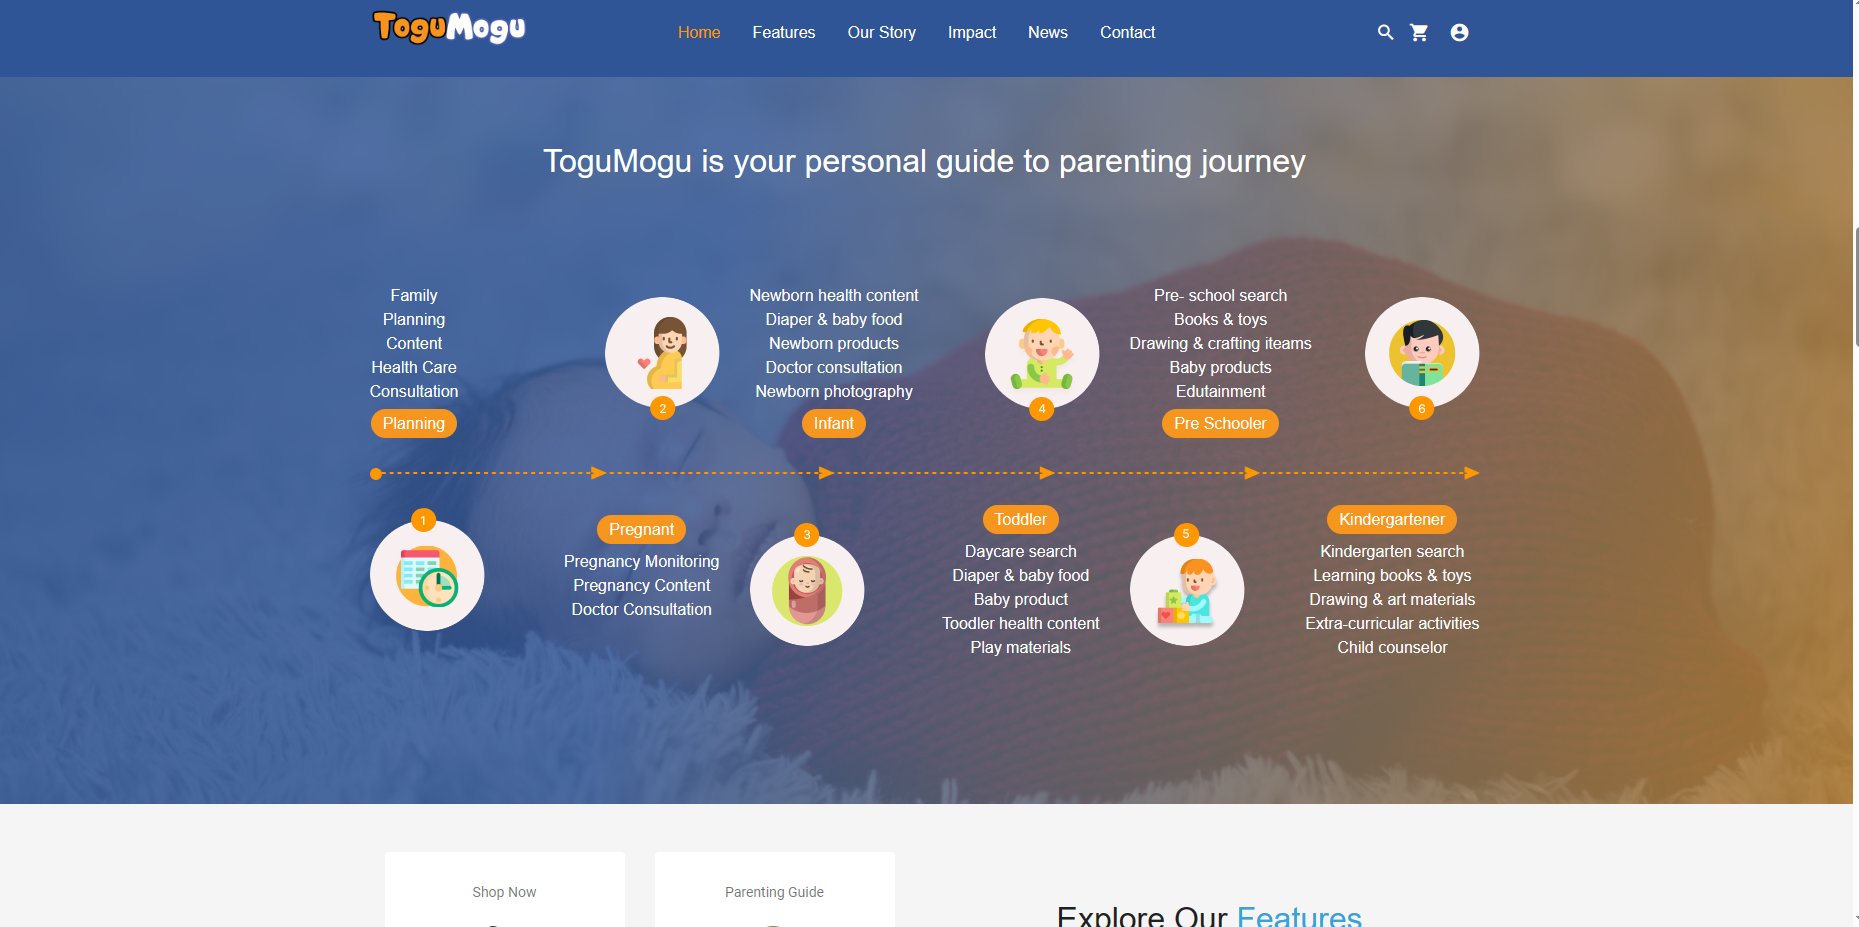 ToguMogu
Home Features Our Story Impact News Contact
ToguMogu is your personal guide to parenting journey
Family
Planning
Content
Health Care
Consultation
Planning
1
2
Pregnant
Pregnancy Monitoring
Pregnancy Content
Doctor Consultation
Newborn health content
Diaper & baby food
Newborn products
Doctor consultation
Newborn photography
Infant
3
4
Toddler
Daycare search
Diaper & baby food
Baby product
Toodler health content
Play materials
Pre- school search
Books & toys
Drawing & crafting iteams
Baby products
Edutainment
Pre Schooler
5
6
Kindergartener
Kindergarten search
Learning books & toys
Drawing & art materials
Extra-curricular activities
Child counselor
Shop Now
Parenting Guide
Explore Our Features